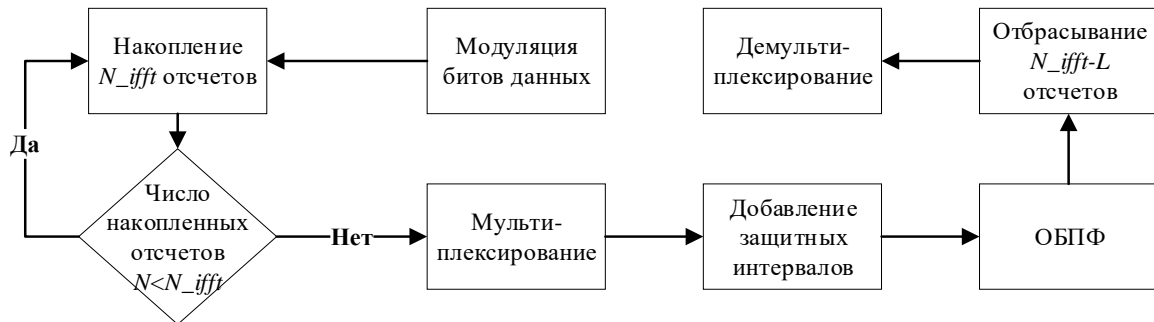 Накопление
N_ifft отсчетов
Модуляция
битов данных
Демульти-
плексирование
Отбрасывание
N_ifft-L
отсчетов
Да
Число
накопленных
отсчетов
N<N_ifft
Нет
Мульти-
плексирование
Добавление
защитных
интервалов
ОБПФ